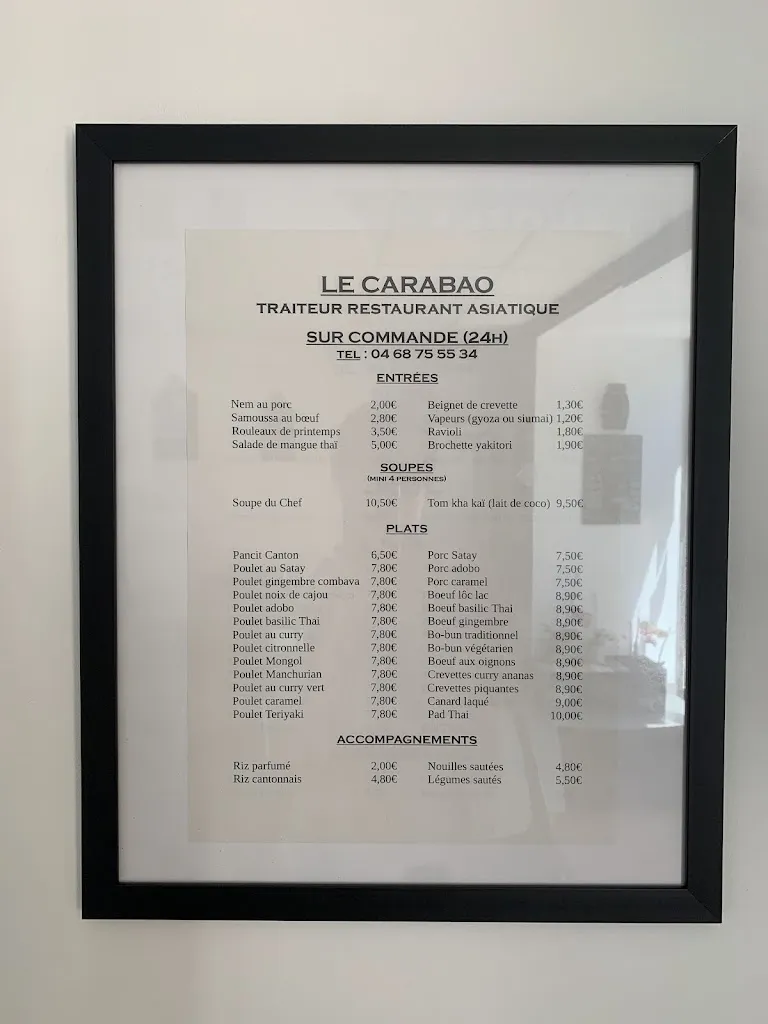 LE CARABAO
TRAITEUR RESTAURANT ASIATIQUE
SUR COMMANDE (24H)
TEL : 04 68 75 55 34
ENTRÉES
Nem au porc 2,00€ Beignet de crevette 1,30€
Samoussa au bœuf 2,80€ Vapeurs (gyoza ou siumai) 1,20€
Rouleaux de printemps 3,50€ Ravioli 1,80€
Salade de mangue thaï 5,00€ Brochette yakitori 1,90€
SOUPES
(MINI 4 PERSONNES)
Soupe du Chef 10,50€ Tom kha kaï (lait de coco) 9,50€
PLATS
Pancit Canton 6,50€ Porc Satay 7,50€
Poulet au Satay 7,80€ Porc adobo 7,50€
Poulet gingembre combava 7,80€ Porc caramel 7,50€
Poulet noix de cajou 7,80€ Boeuf lôc lac 8,90€
Poulet adobo 7,80€ Boeuf basilic Thai 8,90€
Poulet basilic Thai 7,80€ Boeuf gingembre 8,90€
Poulet au curry 7,80€ Bo-bun traditionnel 8,90€
Poulet citronnelle 7,80€ Bo-bun végétarien 8,90€
Poulet Mongol 7,80€ Boeuf aux oignons 8,90€
Poulet Manchurian 7,80€ Crevettes curry ananas 8,90€
Poulet au curry vert 7,80€ Crevettes piquantes 8,90€
Poulet caramel 7,80€ Canard laqué 9,00€
Poulet Teriyaki 7,80€ Pad Thai 10,00€
ACCOMPAGNEMENTS
Riz parfumé 2,00€ Nouilles sautées 4,80€
Riz cantonnais 4,80€ Légumes sautés 5,50€